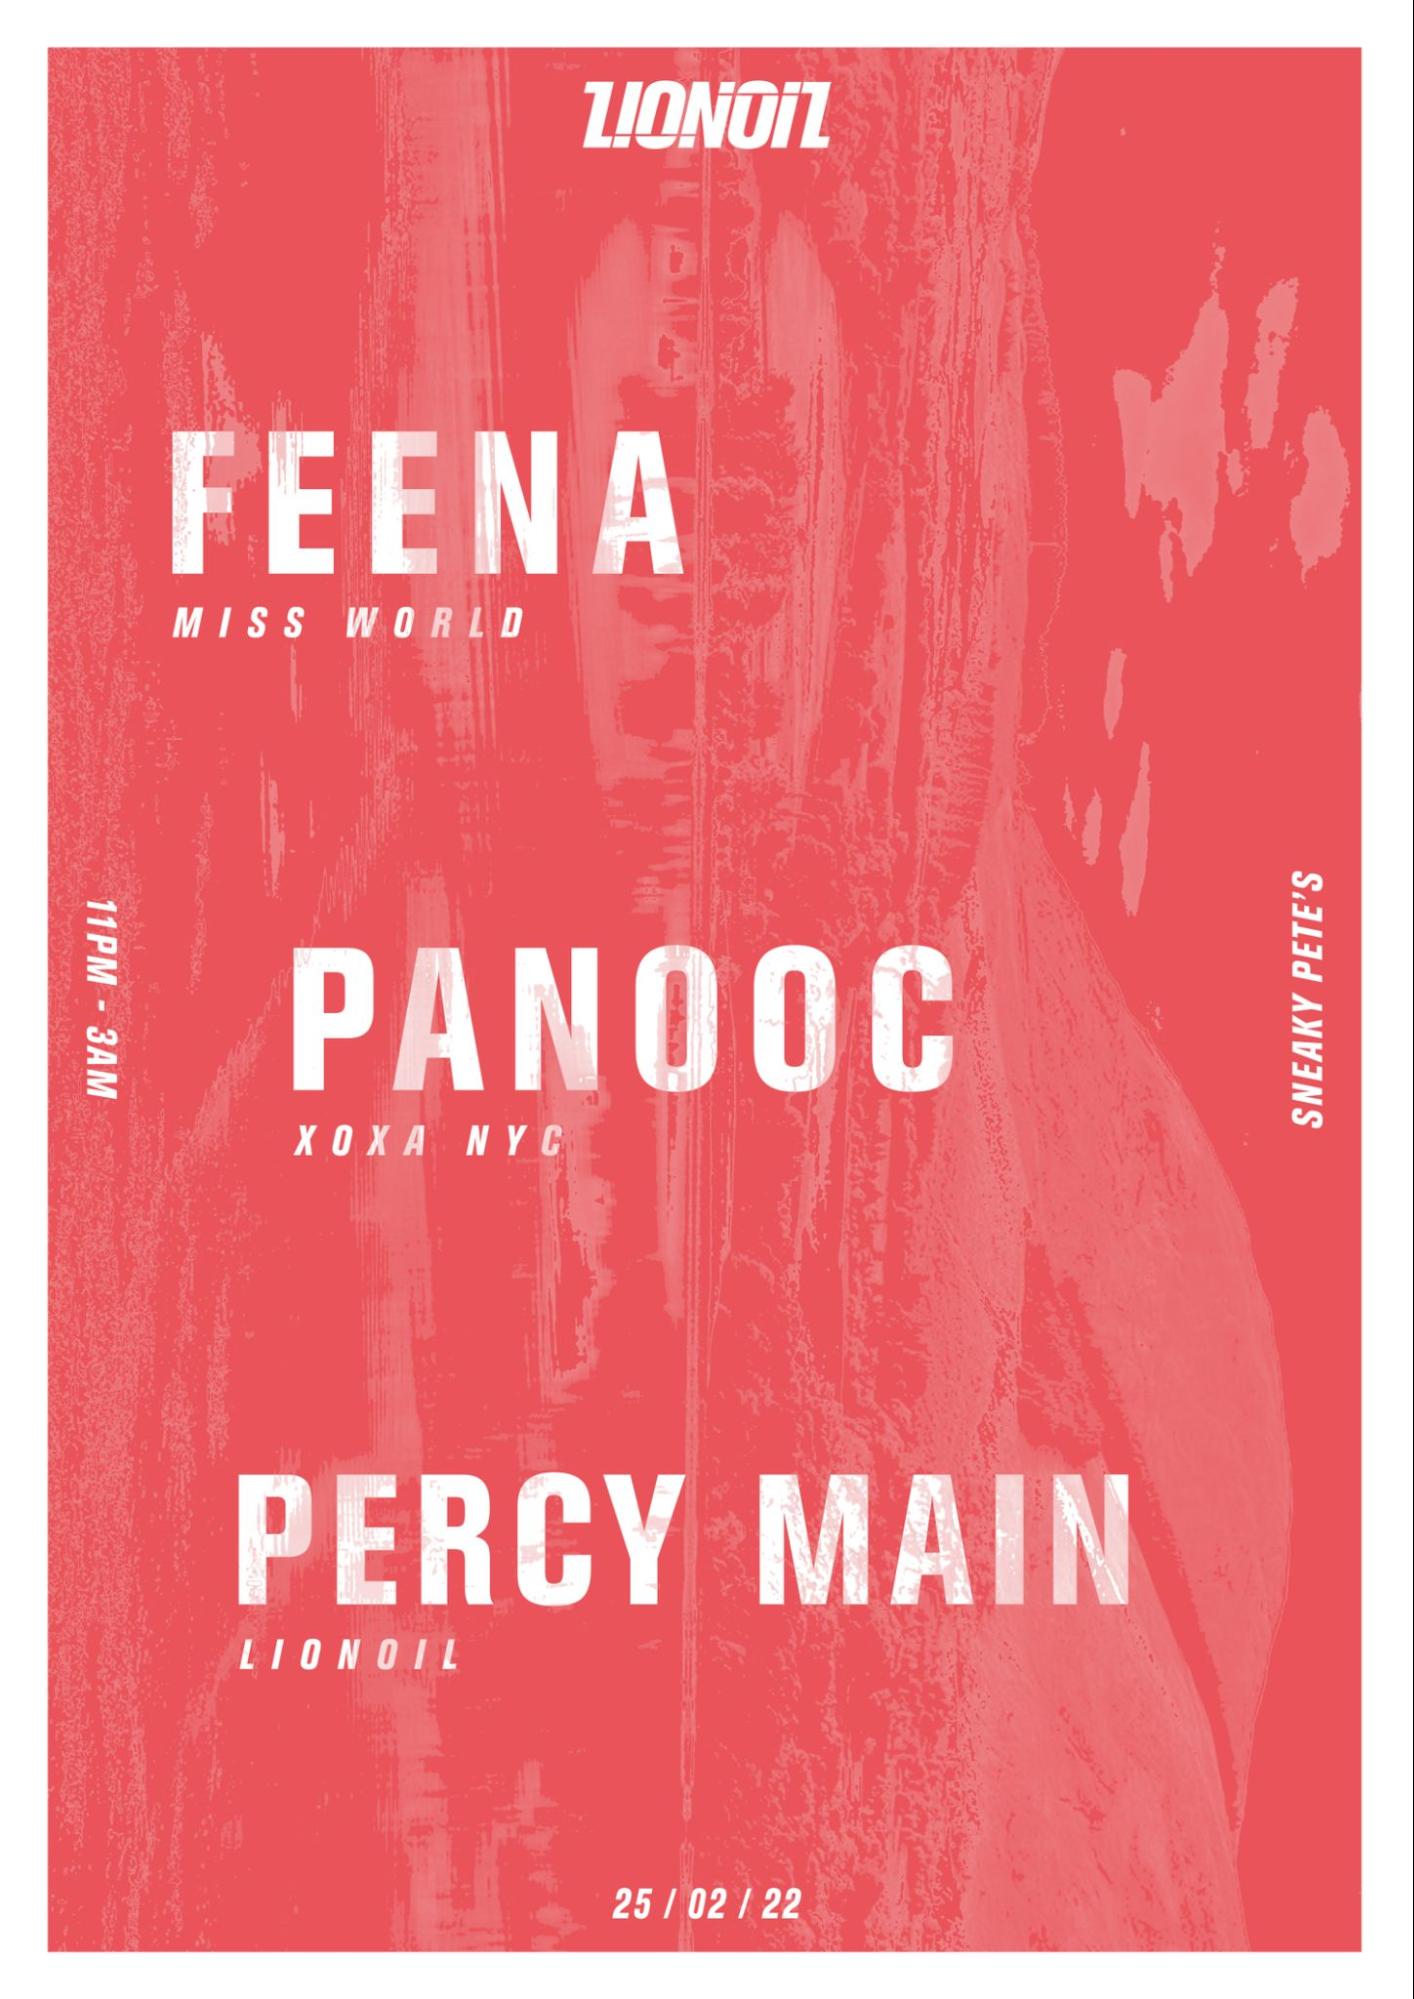 LIONOIL
FEENA
MISS WORLD
11PM - 3AM
SNEAKY PETE'S
PANOOC
XOXA NYC
PERCY MAIN
LIONOIL
25 / 02 / 22